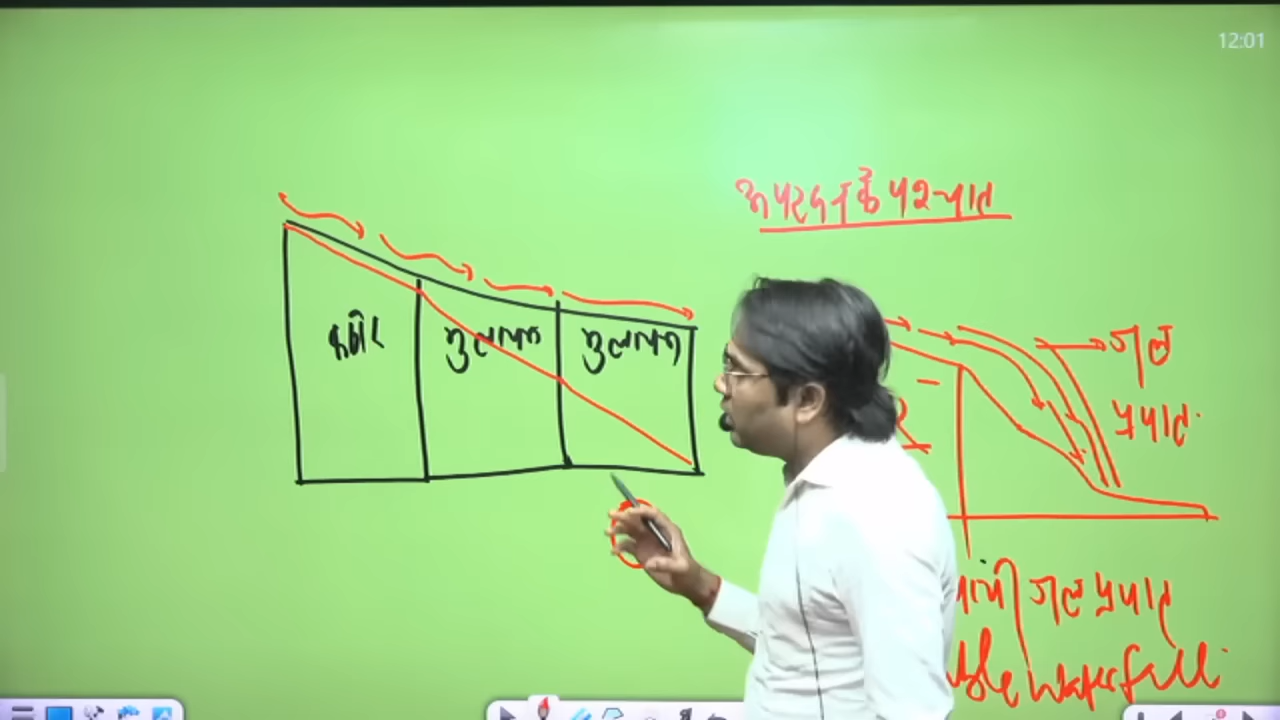 12:01
अपरदन के पश्चात
कठोर मुलायम मुलायम
जल
प्रपात
जल प्रपात
Waterfall